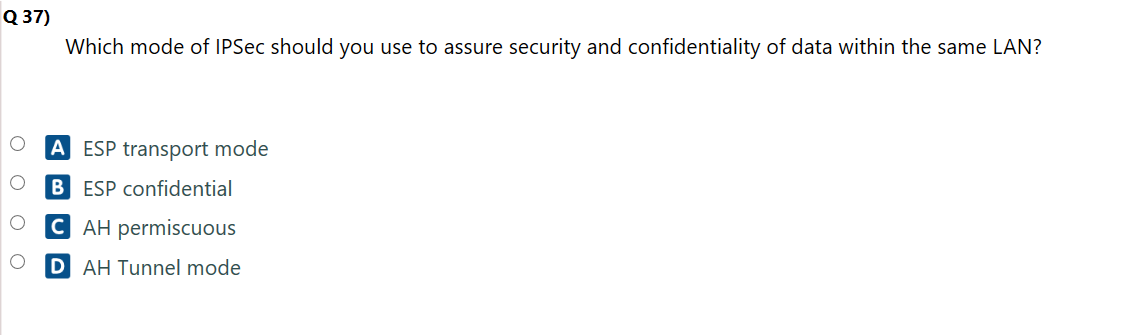 Q 37)
Which mode of IPSec should you use to assure security and confidentiality of data within the same LAN?
A ESP transport mode
B ESP confidential
C AH permiscuous
D AH Tunnel mode